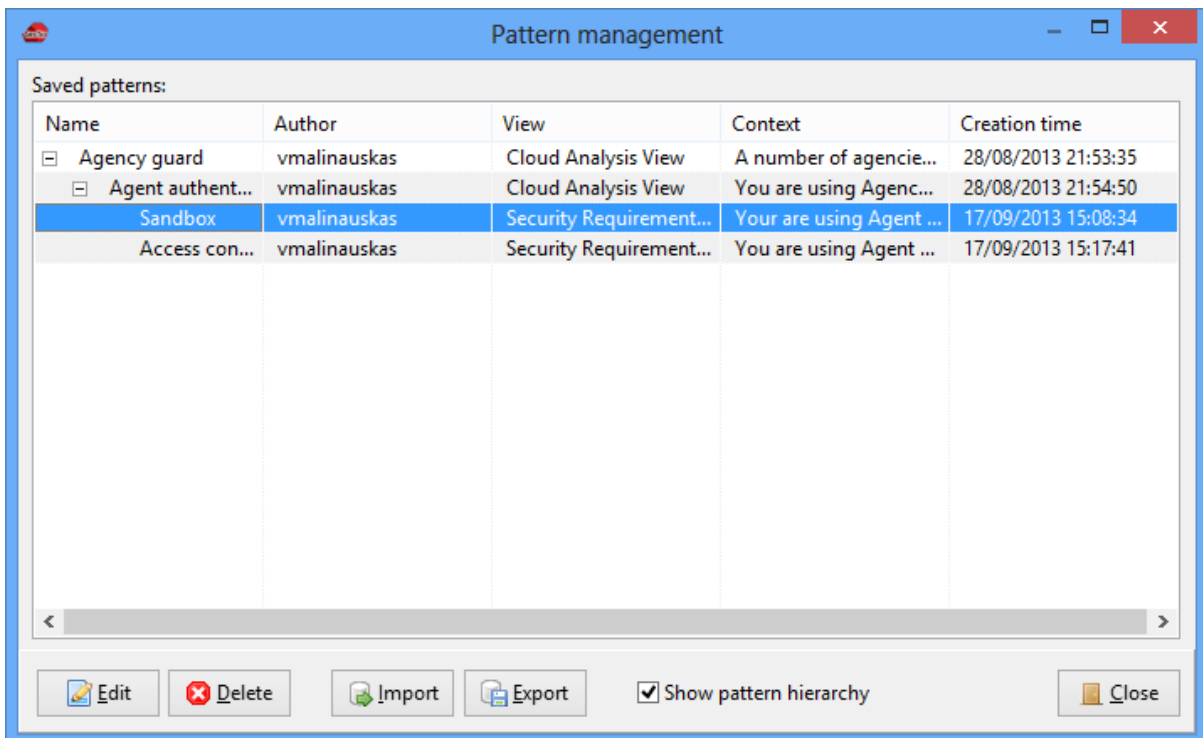 Pattern management
Saved patterns:
Name Author View Context Creation time
Agency guard vmalinauskas Cloud Analysis View A number of agencie... 28/08/2013 21:53:35
Agent authent... vmalinauskas Cloud Analysis View You are using Agenc... 28/08/2013 21:54:50
Sandbox vmalinauskas Security Requirement... Your are using Agent ... 17/09/2013 15:08:34
Access con... vmalinauskas Security Requirement... You are using Agent ... 17/09/2013 15:17:41
Edit Delete Import Export Show pattern hierarchy Close